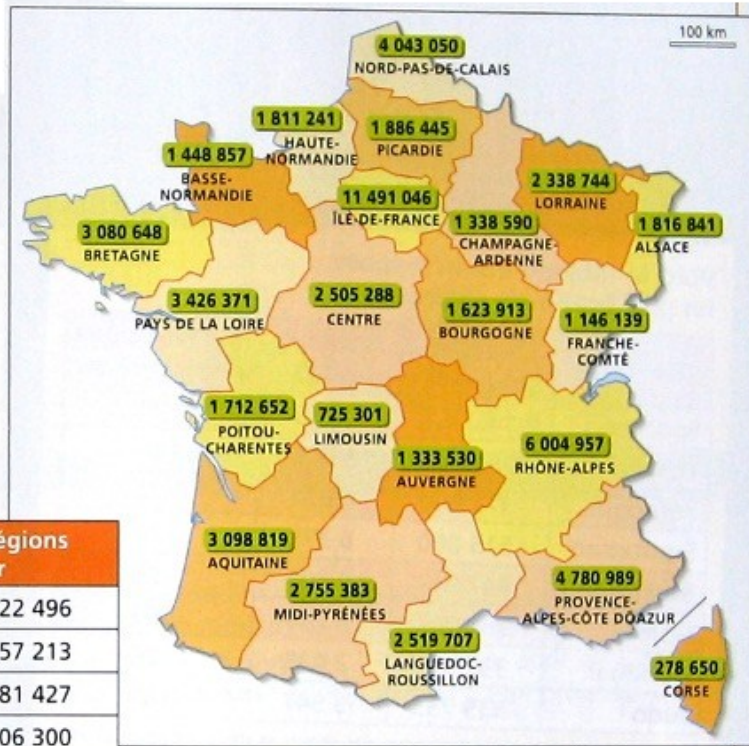 100 km
4 043 050
NORD-PAS-DE-CALAIS
1 811 241
HAUTE-
NORMANDIE
1 886 445
PICARDIE
1 448 857
BASSE-
NORMANDIE
11 491 046
ÎLE-DE-FRANCE
2 338 744
LORRAINE
1 338 590
CHAMPAGNE-
ARDENNE
1 816 841
ALSACE
3 080 648
BRETAGNE
3 426 371
PAYS DE LA LOIRE
2 505 288
CENTRE
1 623 913
BOURGOGNE
1 146 139
FRANCHE-
COMTÉ
1 712 652
POITOU-
CHARENTES
725 301
LIMOUSIN
1 333 530
AUVERGNE
6 004 957
RHÔNE-ALPES
3 098 819
AQUITAINE
2 755 383
MIDI-PYRÉNÉES
4 780 989
PROVENCE-
ALPES-CÔTE DÔAZUR
2 519 707
LANGUEDOC-
ROUSSILLON
278 650
CORSE
égions
r
22 496
57 213
81 427
06 300